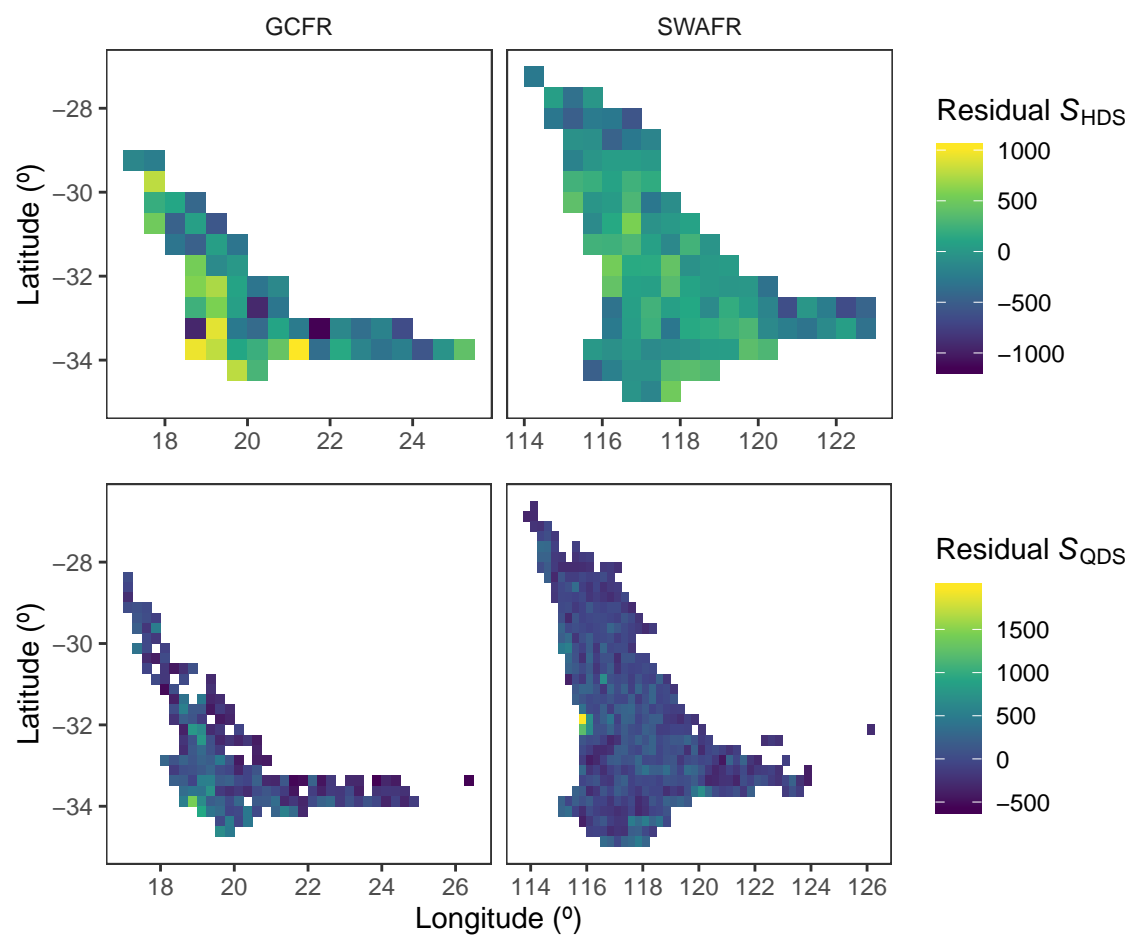 GCFR SWAFR
Residual S_HDS
1000
500
0
−500
−1000
Latitude (º)
−28
−30
−32
−34
18 20 22 24
114 116 118 120 122
Residual S_QDS
1500
1000
500
0
−500
Latitude (º)
−28
−30
−32
−34
18 20 22 24 26
114 116 118 120 122 124 126
Longitude (º)